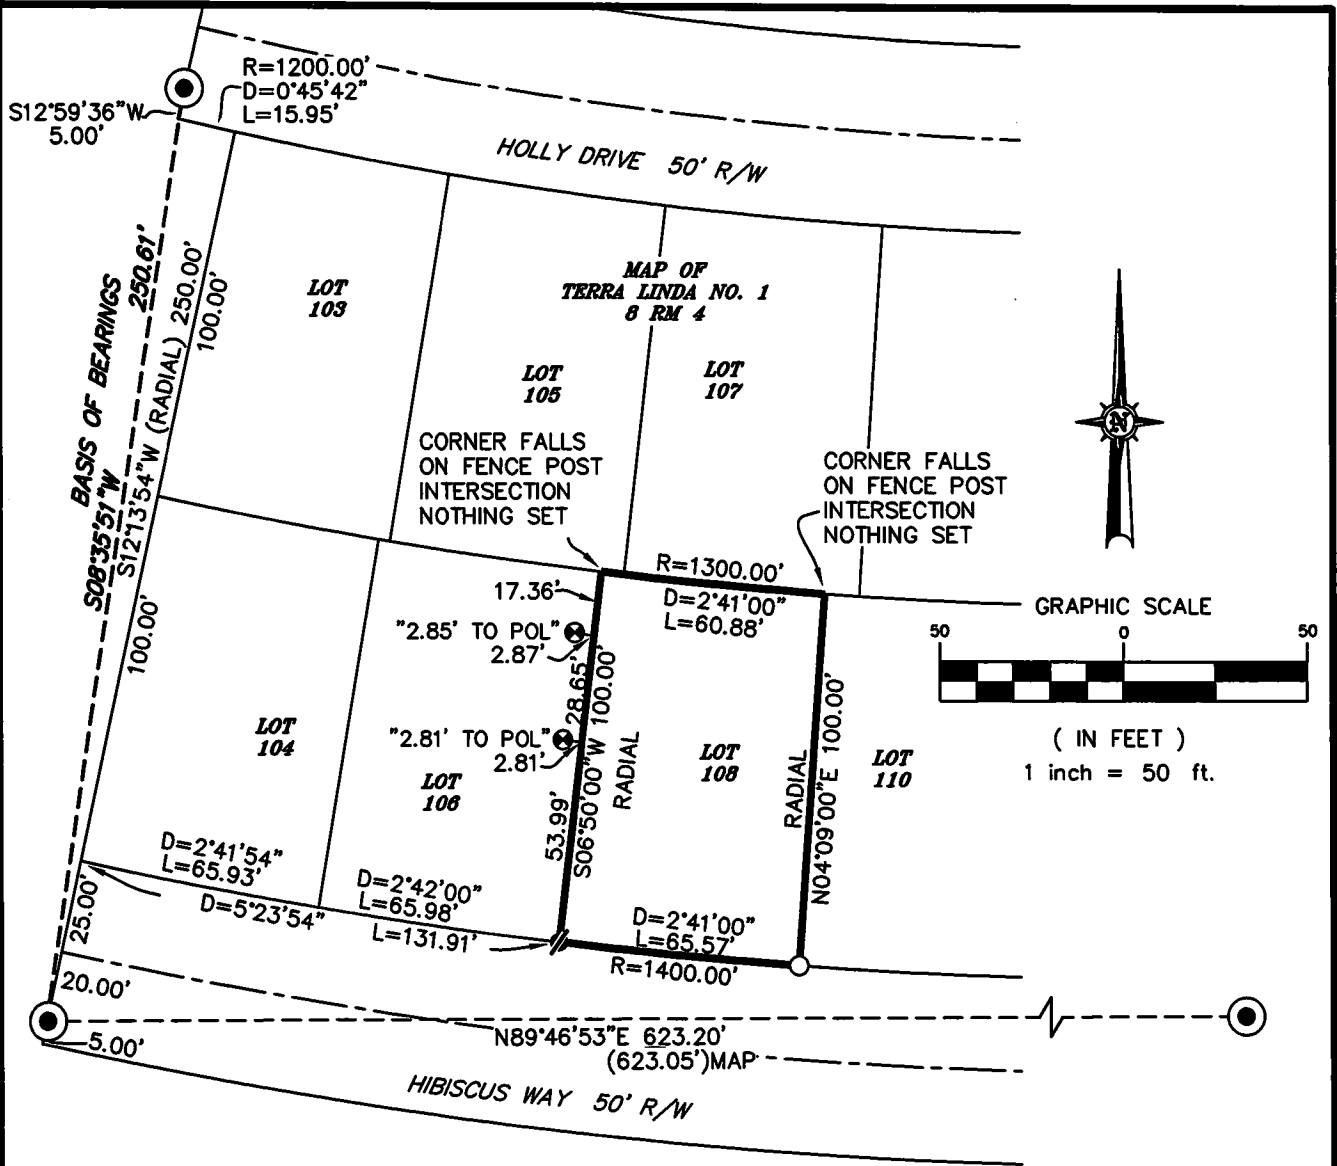 R=1200.00'
D=0°45'42"
L=15.95'
S12°59'36"W
5.00'
HOLLY DRIVE 50' R/W
BASIS OF BEARINGS
S08°35'51"W 250.61'
S12°13'54"W (RADIAL) 250.00'
100.00'
LOT
103
MAP OF
TERRA LINDA NO. 1
8 RM 4
LOT
105
LOT
107
N
CORNER FALLS
ON FENCE POST
INTERSECTION
NOTHING SET
CORNER FALLS
ON FENCE POST
INTERSECTION
NOTHING SET
R=1300.00'
D=2°41'00"
L=60.88'
17.36'
"2.85' TO POL"
2.87'
28.65'
"2.81' TO POL"
2.81'
53.99'
S06°50'00"W 100.00'
RADIAL
RADIAL
N04°09'00"E 100.00'
GRAPHIC SCALE
50 0 50
( IN FEET )
1 inch = 50 ft.
100.00'
LOT
104
LOT
106
LOT
108
LOT
110
D=2°41'54"
L=65.93'
D=5°23'54"
D=2°42'00"
L=65.98'
L=131.91'
D=2°41'00"
L=65.57'
R=1400.00'
25.00'
20.00'
5.00'
N89°46'53"E 623.20'
(623.05')MAP
HIBISCUS WAY 50' R/W